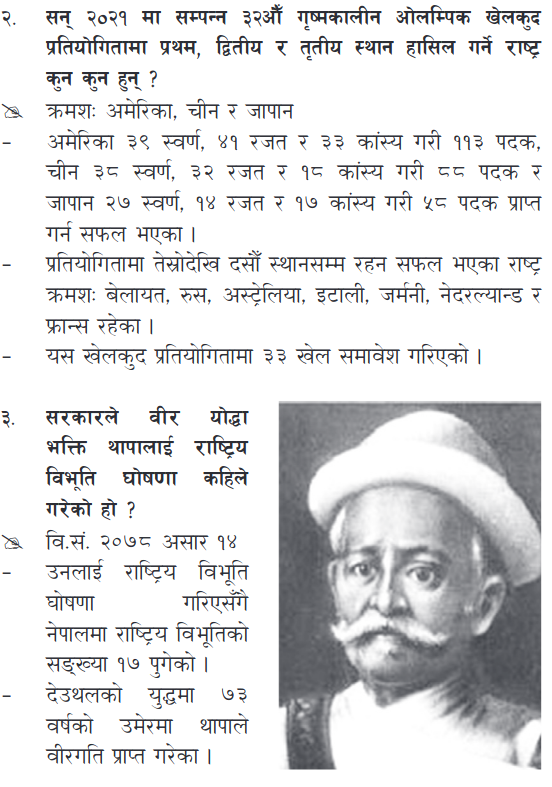 २. सन् २०२१ मा सम्पन्न ३२औँ गृष्मकालीन ओलम्पिक खेलकुद
प्रतियोगितामा प्रथम, द्वितीय र तृतीय स्थान हासिल गर्ने राष्ट्र
कुन कुन हुन् ?
क्रमशः अमेरिका, चीन र जापान
– अमेरिका ३९ स्वर्ण, ४१ रजत र ३३ कांस्य गरी ११३ पदक,
चीन ३८ स्वर्ण, ३२ रजत र १८ कांस्य गरी ८८ पदक र
जापान २७ स्वर्ण, १४ रजत र १७ कांस्य गरी ५८ पदक प्राप्त
गर्न सफल भएका ।
– प्रतियोगितामा तेस्रोदेखि दसौँ स्थानसम्म रहन सफल भएका राष्ट्र
क्रमशः बेलायत, रुस, अस्ट्रेलिया, इटाली, जर्मनी, नेदरल्यान्ड र
फ्रान्स रहेका ।
– यस खेलकुद प्रतियोगितामा ३३ खेल समावेश गरिएको ।
३. सरकारले वीर योद्धा
भक्ति थापालाई राष्ट्रिय
विभूति घोषणा कहिले
गरेको हो ?
वि.सं. २०७८ असार १४
– उनलाई राष्ट्रिय विभूति
घोषणा गरिएसँगै
नेपालमा राष्ट्रिय विभूतिको
सङ्ख्या १७ पुगेको ।
– देउथलको युद्धमा ७३
वर्षको उमेरमा थापाले
वीरगति प्राप्त गरेका ।